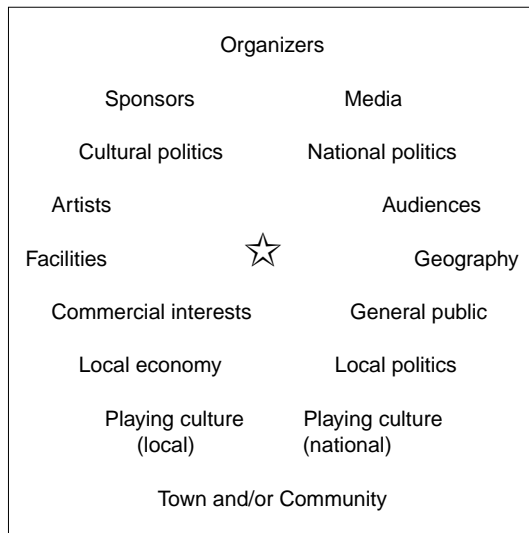 Organizers
Sponsors Media
Cultural politics National politics
Artists Audiences
Facilities Geography
Commercial interests General public
Local economy Local politics
Playing culture Playing culture
(local) (national)
Town and/or Community